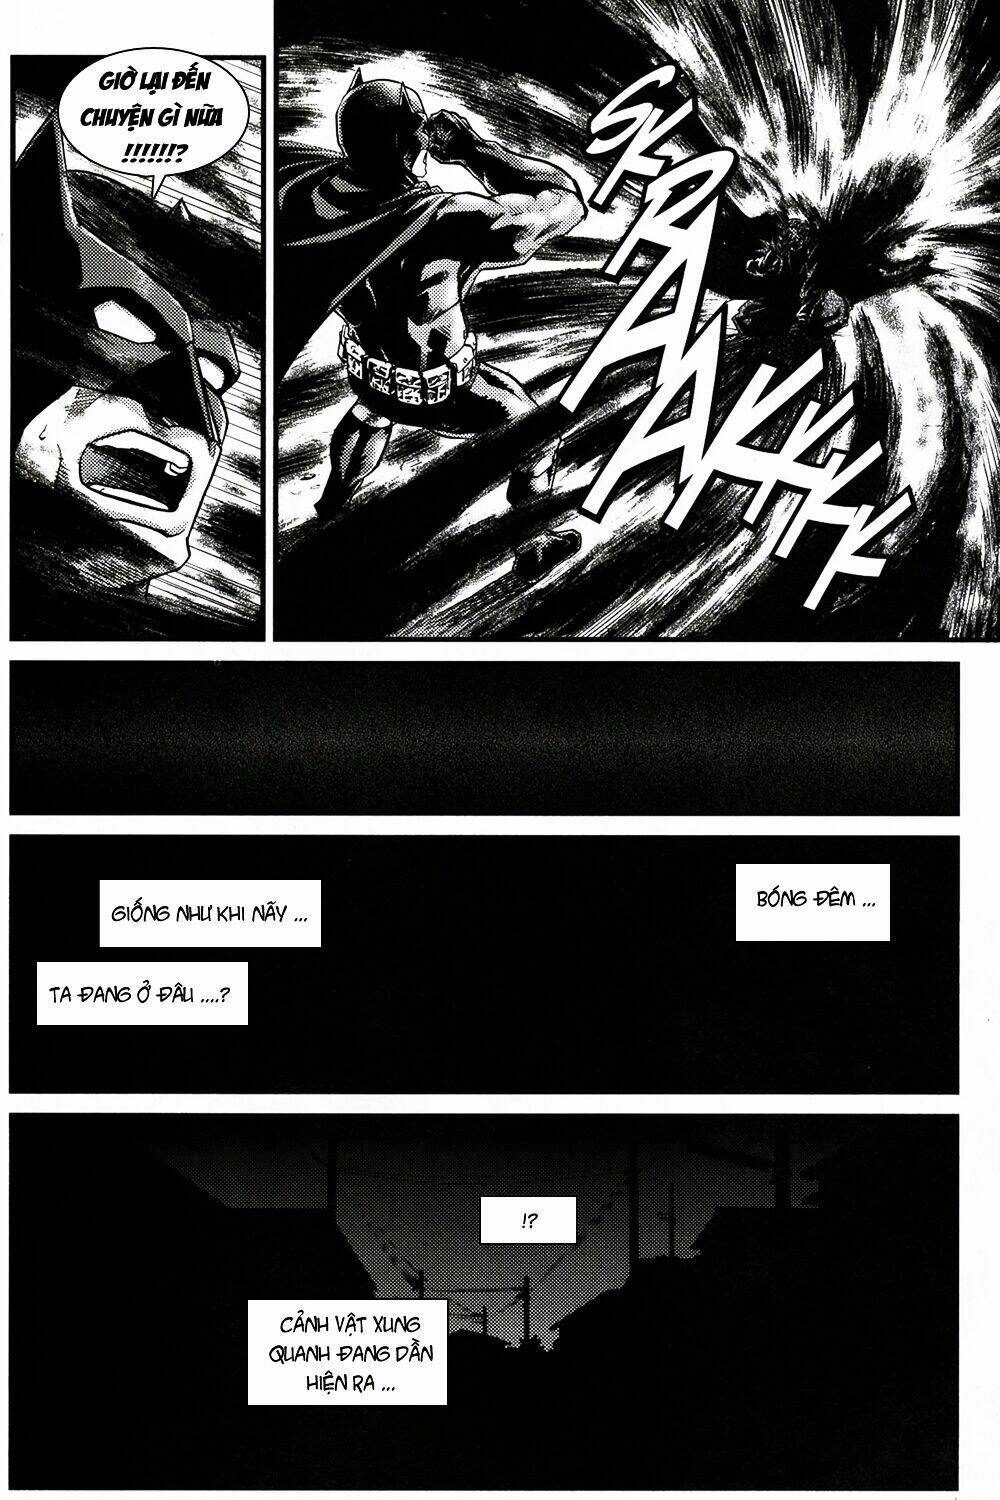 GIỜ LẠI ĐẾN
CHUYỆN GÌ NỮA
!!!!!!?
SKRRAAAKKKK
BÓNG ĐÊM ...
GIỐNG NHƯ KHI NÃY ...
TA ĐANG Ở ĐÂU ....?
!?
CẢNH VẬT XUNG
QUANH ĐANG DẦN
HIỆN RA ...